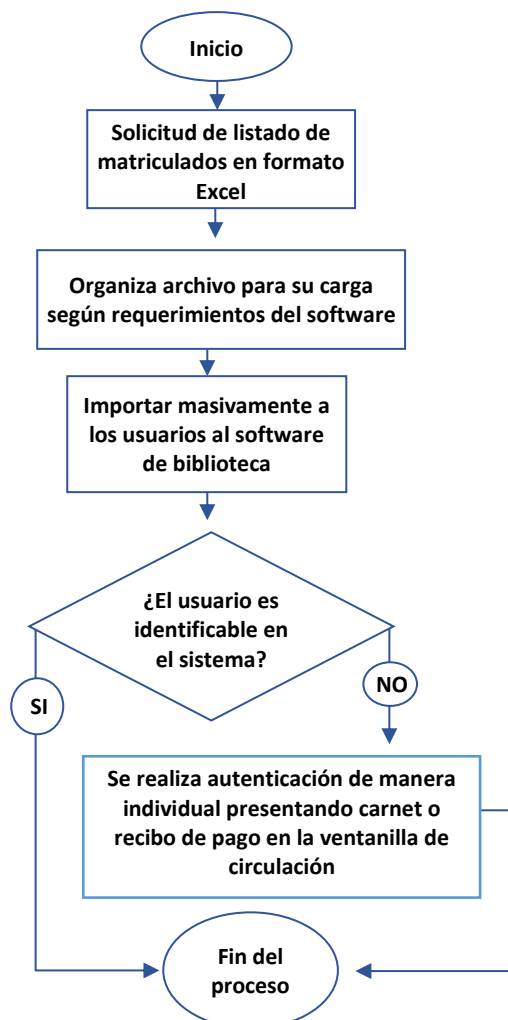 Inicio
Solicitud de listado de
matriculados en formato
Excel
Organiza archivo para su carga
según requerimientos del software
Importar masivamente a
los usuarios al software
de biblioteca
¿El usuario es
identificable en
el sistema?
SI
NO
Se realiza autenticación de manera
individual presentando carnet o
recibo de pago en la ventanilla de
circulación
Fin del
proceso